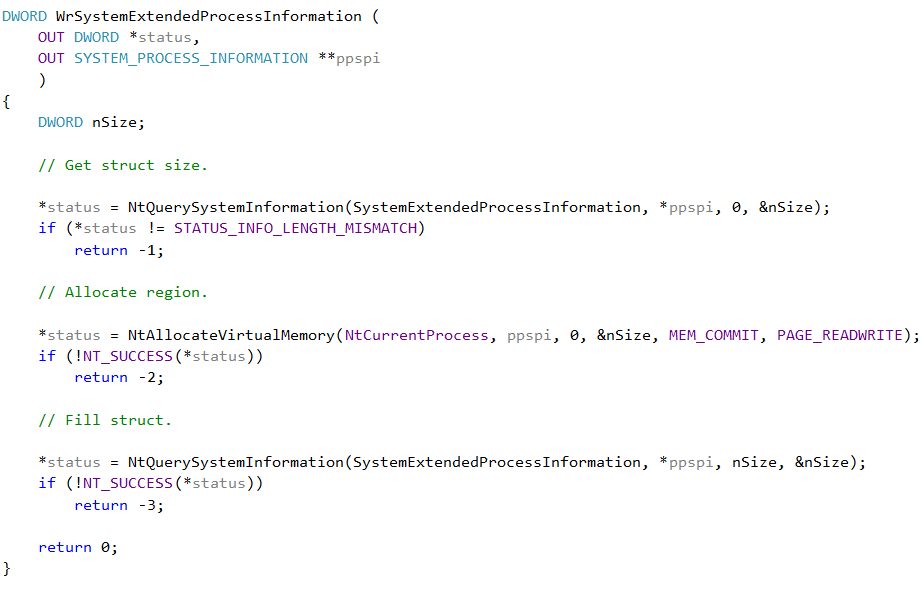 DWORD WrSystemExtendedProcessInformation (
    OUT DWORD *status,
    OUT SYSTEM_PROCESS_INFORMATION **ppspi
    )
{
    DWORD nSize;

    // Get struct size.

    *status = NtQuerySystemInformation(SystemExtendedProcessInformation, *ppspi, 0, &nSize);
    if (*status != STATUS_INFO_LENGTH_MISMATCH)
        return -1;

    // Allocate region.

    *status = NtAllocateVirtualMemory(NtCurrentProcess, ppspi, 0, &nSize, MEM_COMMIT, PAGE_READWRITE);
    if (!NT_SUCCESS(*status))
        return -2;

    // Fill struct.

    *status = NtQuerySystemInformation(SystemExtendedProcessInformation, *ppspi, nSize, &nSize);
    if (!NT_SUCCESS(*status))
        return -3;

    return 0;
}